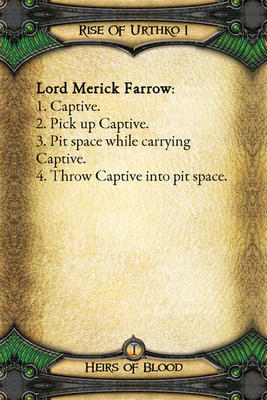 Rise of Urthko I
Lord Merick Farrow:
1. Captive.
2. Pick up Captive.
3. Pit space while carrying
Captive.
4. Throw Captive into pit space.
I
Heirs of Blood